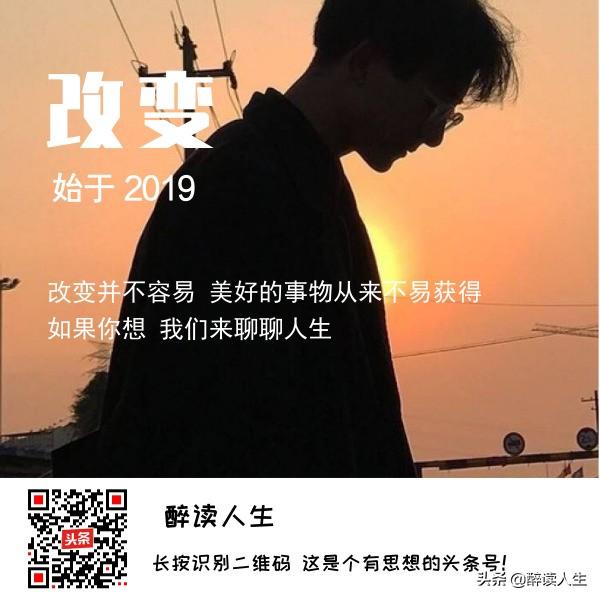 改变
始于 2019
改变并不容易 美好的事物从来不易获得
如果你想 我们来聊聊人生
头条
醉读人生
长按识别二维码 这是个有思想的头条号!
头条 @醉读人生